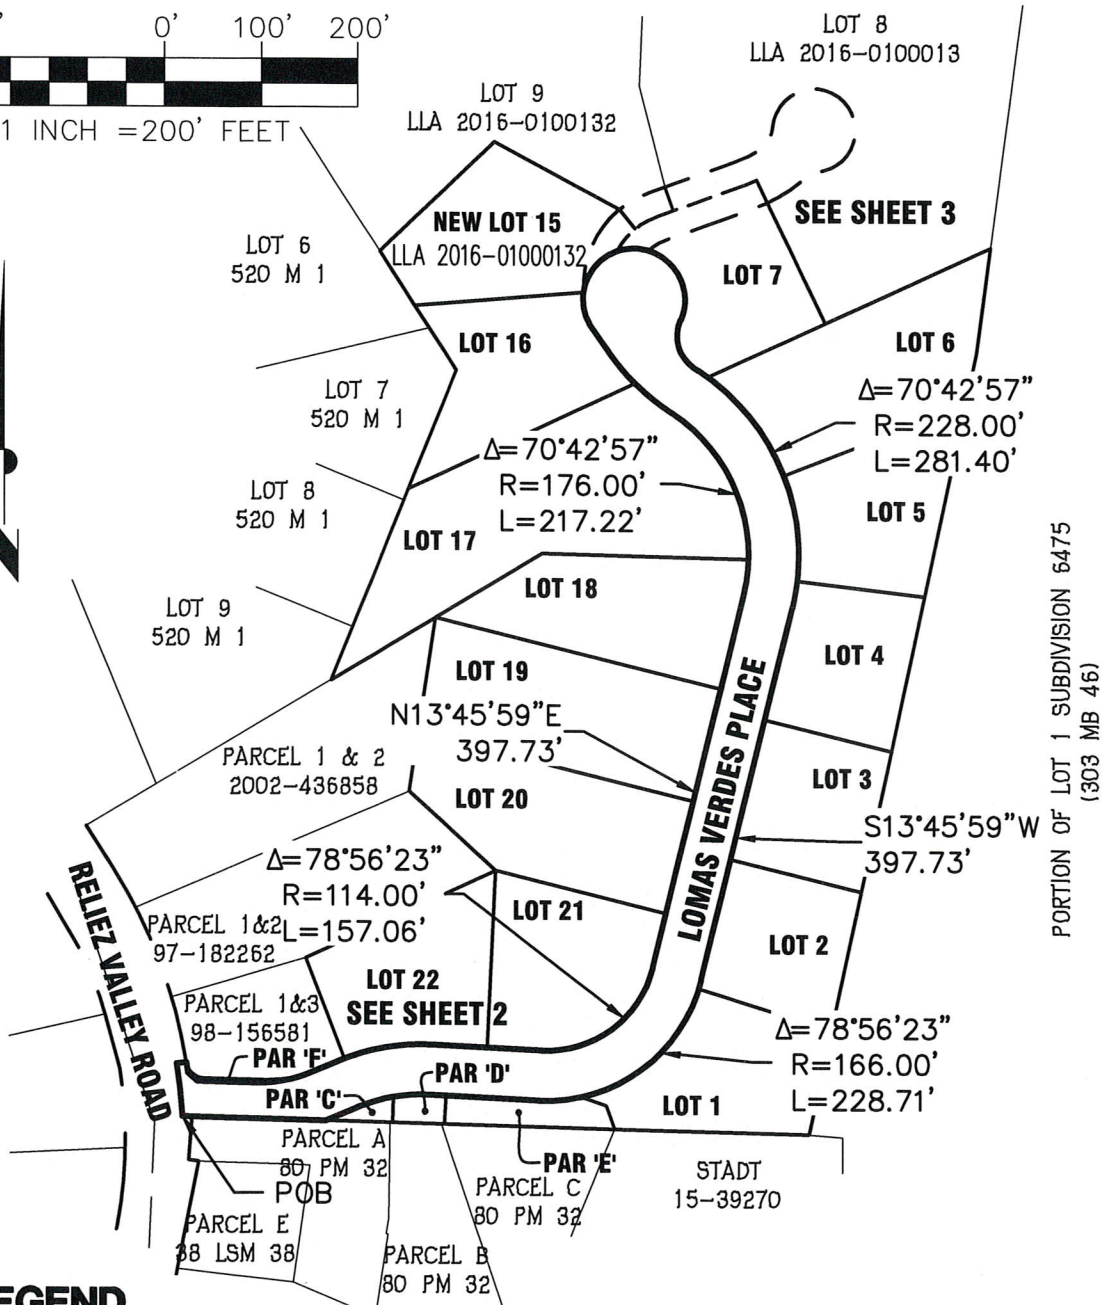 0'
100'
200'
1 INCH =200' FEET
LOT 8
LLA 2016-0100013
LOT 9
LLA 2016-0100132
NEW LOT 15
LLA 2016-01000132
SEE SHEET 3
LOT 6
520 M 1
LOT 7
LOT 16
LOT 6
LOT 7
520 M 1
Δ=70°42'57"
R=228.00'
L=281.40'
Δ=70°42'57"
R=176.00'
L=217.22'
LOT 8
520 M 1
LOT 17
LOT 5
LOT 18
LOT 9
520 M 1
LOT 4
LOT 19
PORTION OF LOT 1 SUBDIVISION 6475
(303 MB 46)
N13°45'59"E
397.73'
PARCEL 1 & 2
2002-436858
LOT 3
LOT 20
LOMAS VERDES PLACE
S13°45'59"W
397.73'
Δ=78°56'23"
R=114.00'
L=157.06'
RELIEZ VALLEY ROAD
PARCEL 1&2
97-182262
LOT 21
LOT 2
LOT 22
SEE SHEET 2
PARCEL 1&3
98-156581
Δ=78°56'23"
R=166.00'
L=228.71'
PAR 'F'
PAR 'D'
PAR 'C'
LOT 1
PARCEL A
80 PM 32
PAR 'E'
POB
PARCEL C
80 PM 32
STADT
15-39270
PARCEL E
38 LSM 38
PARCEL B
80 PM 32
EGEND